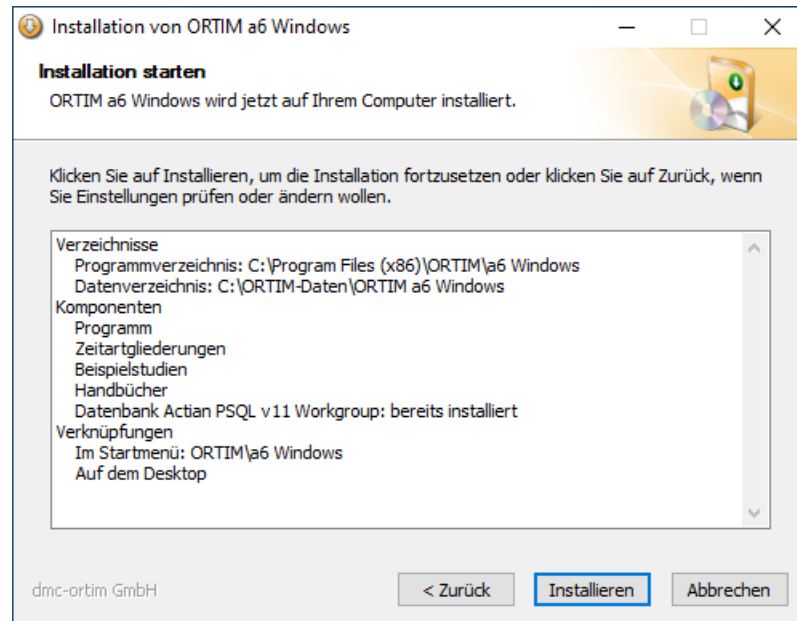 Installation von ORTIM a6 Windows
Installation starten
ORTIM a6 Windows wird jetzt auf Ihrem Computer installiert.
Klicken Sie auf Installieren, um die Installation fortzusetzen oder klicken Sie auf Zurück, wenn
Sie Einstellungen prüfen oder ändern wollen.
Verzeichnisse
Programmverzeichnis: C:\Program Files (x86)\ORTIM\a6 Windows
Datenverzeichnis: C:\ORTIM-Daten\ORTIM a6 Windows
Komponenten
Programm
Zeitartgliederungen
Beispielstudien
Handbücher
Datenbank Actian PSQL v11 Workgroup: bereits installiert
Verknüpfungen
Im Startmenü: ORTIM\a6 Windows
Auf dem Desktop
dmc-ortim GmbH
< Zurück
Installieren
Abbrechen